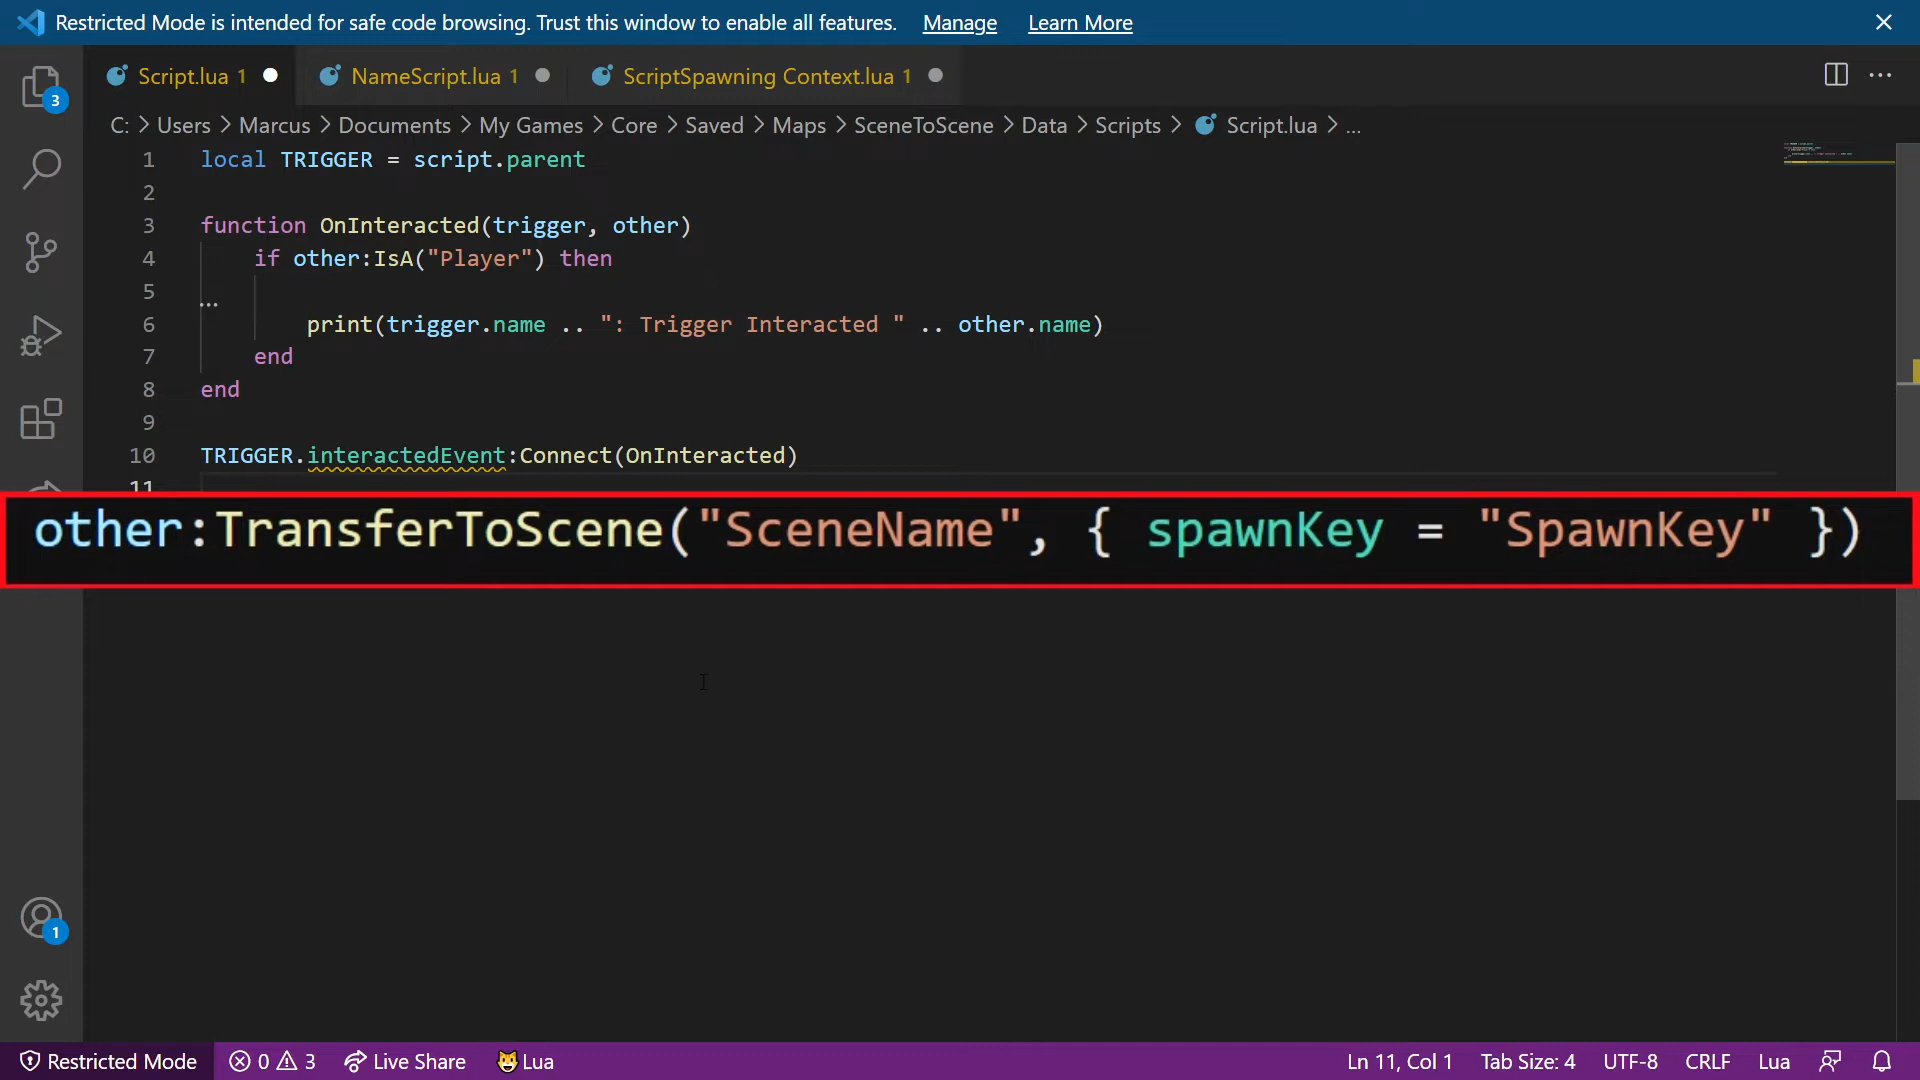 Restricted Mode is intended for safe code browsing. Trust this window to enable all features. Manage Learn More
Script.lua 1 NameScript.lua 1 ScriptSpawning Context.lua 1
3
C: > Users > Marcus > Documents > My Games > Core > Saved > Maps > SceneToScene > Data > Scripts > Script.lua > ...
1 local TRIGGER = script.parent
2
3 function OnInteracted(trigger, other)
4 if other:IsA("Player") then
5 ...
6 print(trigger.name .. ": Trigger Interacted " .. other.name)
7 end
8 end
9
10 TRIGGER.interactedEvent:Connect(OnInteracted)
11
other:TransferToScene("SceneName", { spawnKey = "SpawnKey" })
1
Restricted Mode 0 3 Live Share Lua Ln 11, Col 1 Tab Size: 4 UTF-8 CRLF Lua